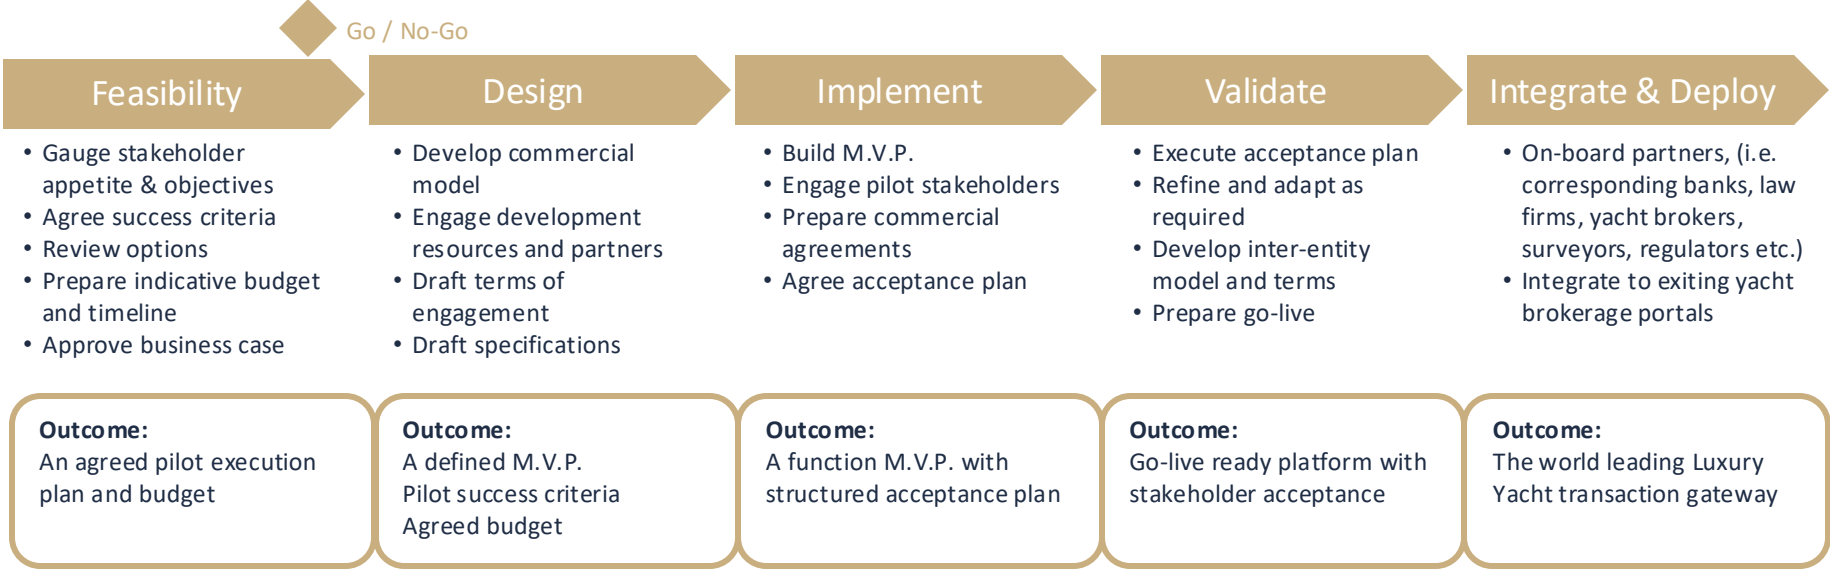 Go / No-Go
Feasibility
• Gauge stakeholder
appetite & objectives
• Agree success criteria
• Review options
• Prepare indicative budget
and timeline
• Approve business case
Outcome:
An agreed pilot execution
plan and budget
Design
• Develop commercial
model
• Engage development
resources and partners
• Draft terms of
engagement
• Draft specifications
Outcome:
A defined M.V.P.
Pilot success criteria
Agreed budget
Implement
• Build M.V.P.
• Engage pilot stakeholders
• Prepare commercial
agreements
• Agree acceptance plan
Outcome:
A function M.V.P. with
structured acceptance plan
Validate
• Execute acceptance plan
• Refine and adapt as
required
• Develop inter-entity
model and terms
• Prepare go-live
Outcome:
Go-live ready platform with
stakeholder acceptance
Integrate & Deploy
• On-board partners, (i.e.
corresponding banks, law
firms, yacht brokers,
surveyors, regulators etc.)
• Integrate to exiting yacht
brokerage portals
Outcome:
The world leading Luxury
Yacht transaction gateway